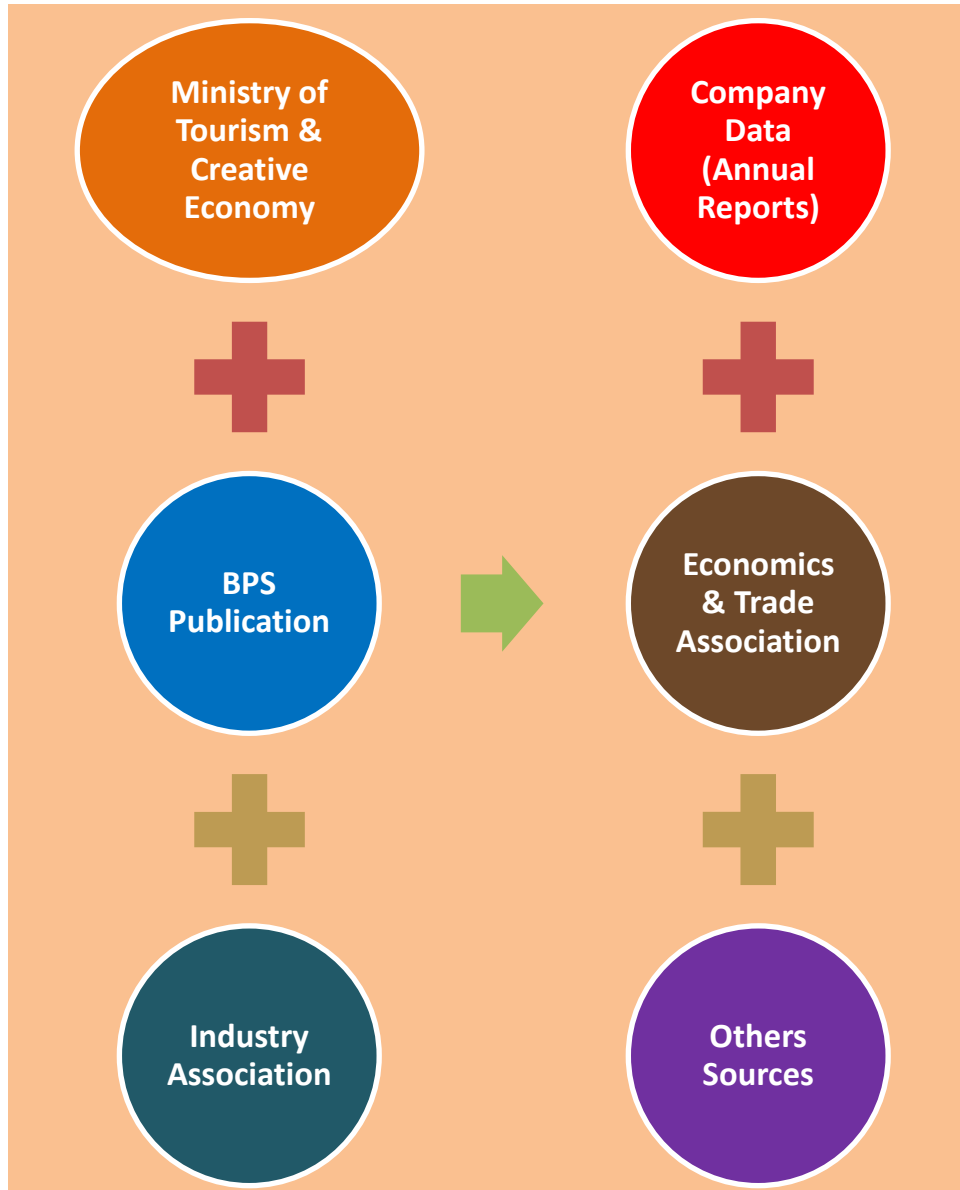 Ministry of
Tourism &
Creative
Economy
Company
Data
(Annual
Reports)
BPS
Publication
Economics
& Trade
Association
Industry
Association
Others
Sources